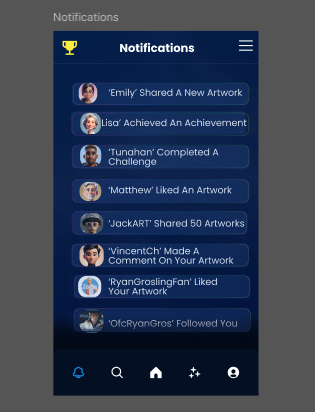 Notifications
Notifications
‘Emily’ Shared A New Artwork
Lisa’ Achieved An Achievement
‘Tunahan’ Completed A
Challenge
‘Matthew’ Liked An Artwork
‘JackART’ Shared 50 Artworks
‘VincentCh’ Made A
Comment On Your Artwork
‘RyanGroslingFan’ Liked
Your Artwork
‘OfcRyanGros’ Followed You